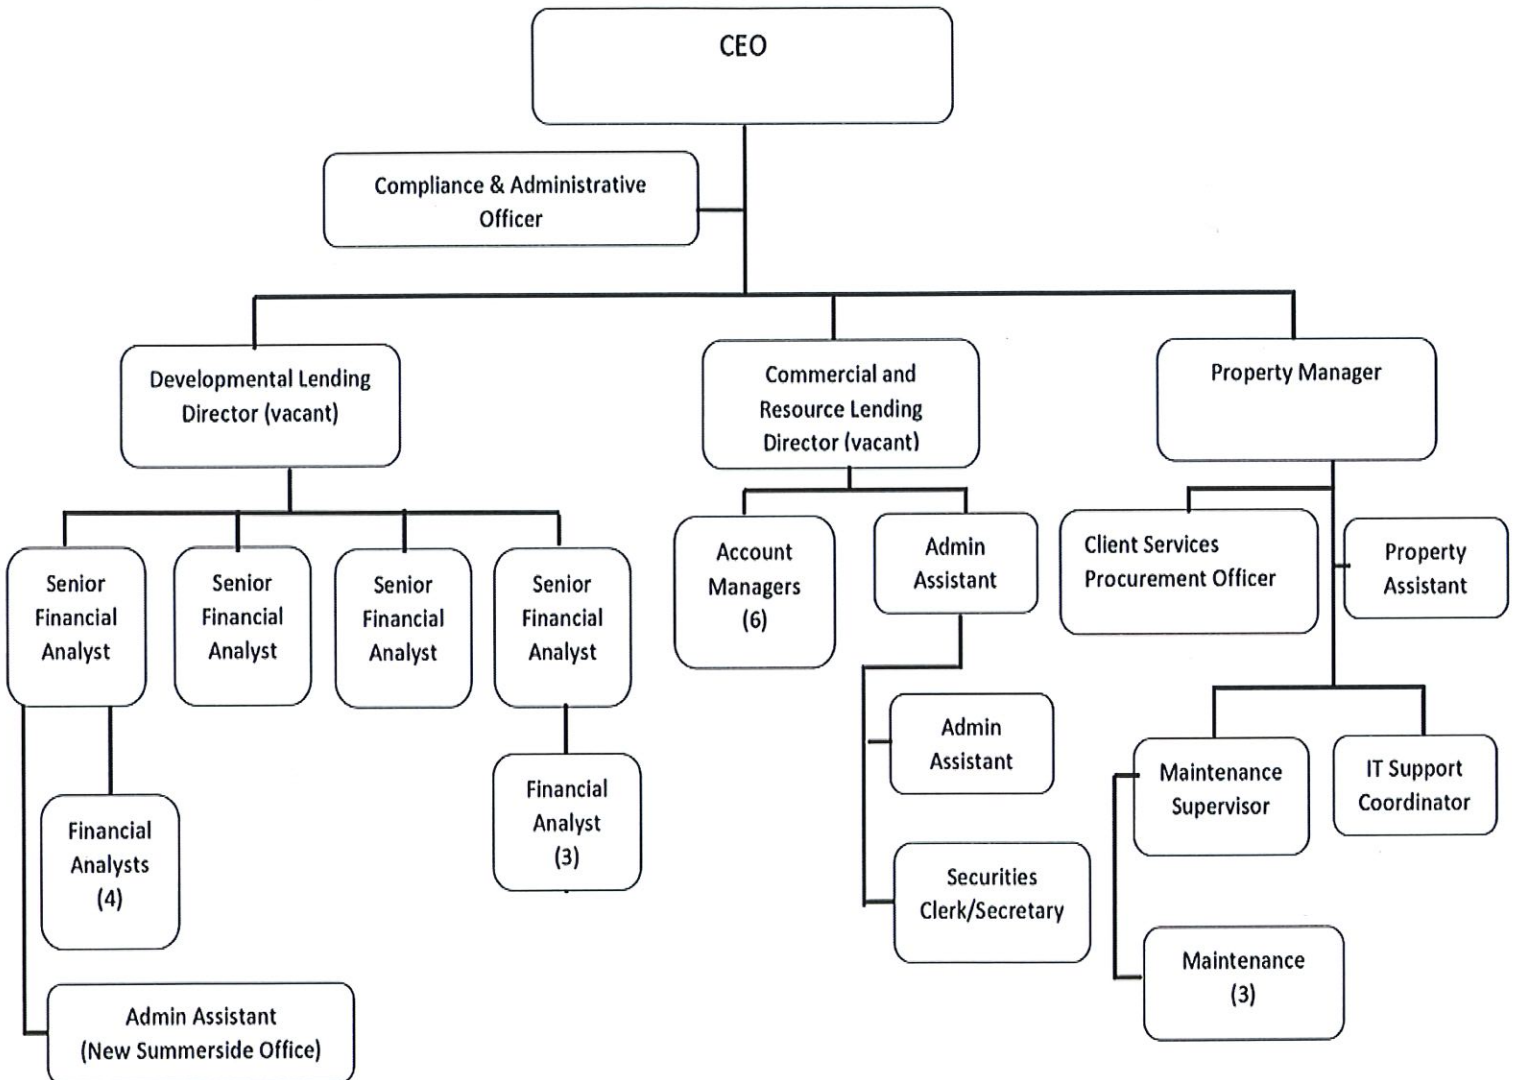 CEO
Compliance & Administrative
Officer
Developmental Lending
Director (vacant)
Commercial and
Resource Lending
Director (vacant)
Property Manager
Senior
Financial
Analyst
Senior
Financial
Analyst
Senior
Financial
Analyst
Senior
Financial
Analyst
Account
Managers
(6)
Admin
Assistant
Client Services
Procurement Officer
Property
Assistant
Financial
Analysts
(4)
Financial
Analyst
(3)
Admin
Assistant
Securities
Clerk/Secretary
Maintenance
Supervisor
IT Support
Coordinator
Maintenance
(3)
Admin Assistant
(New Summerside Office)